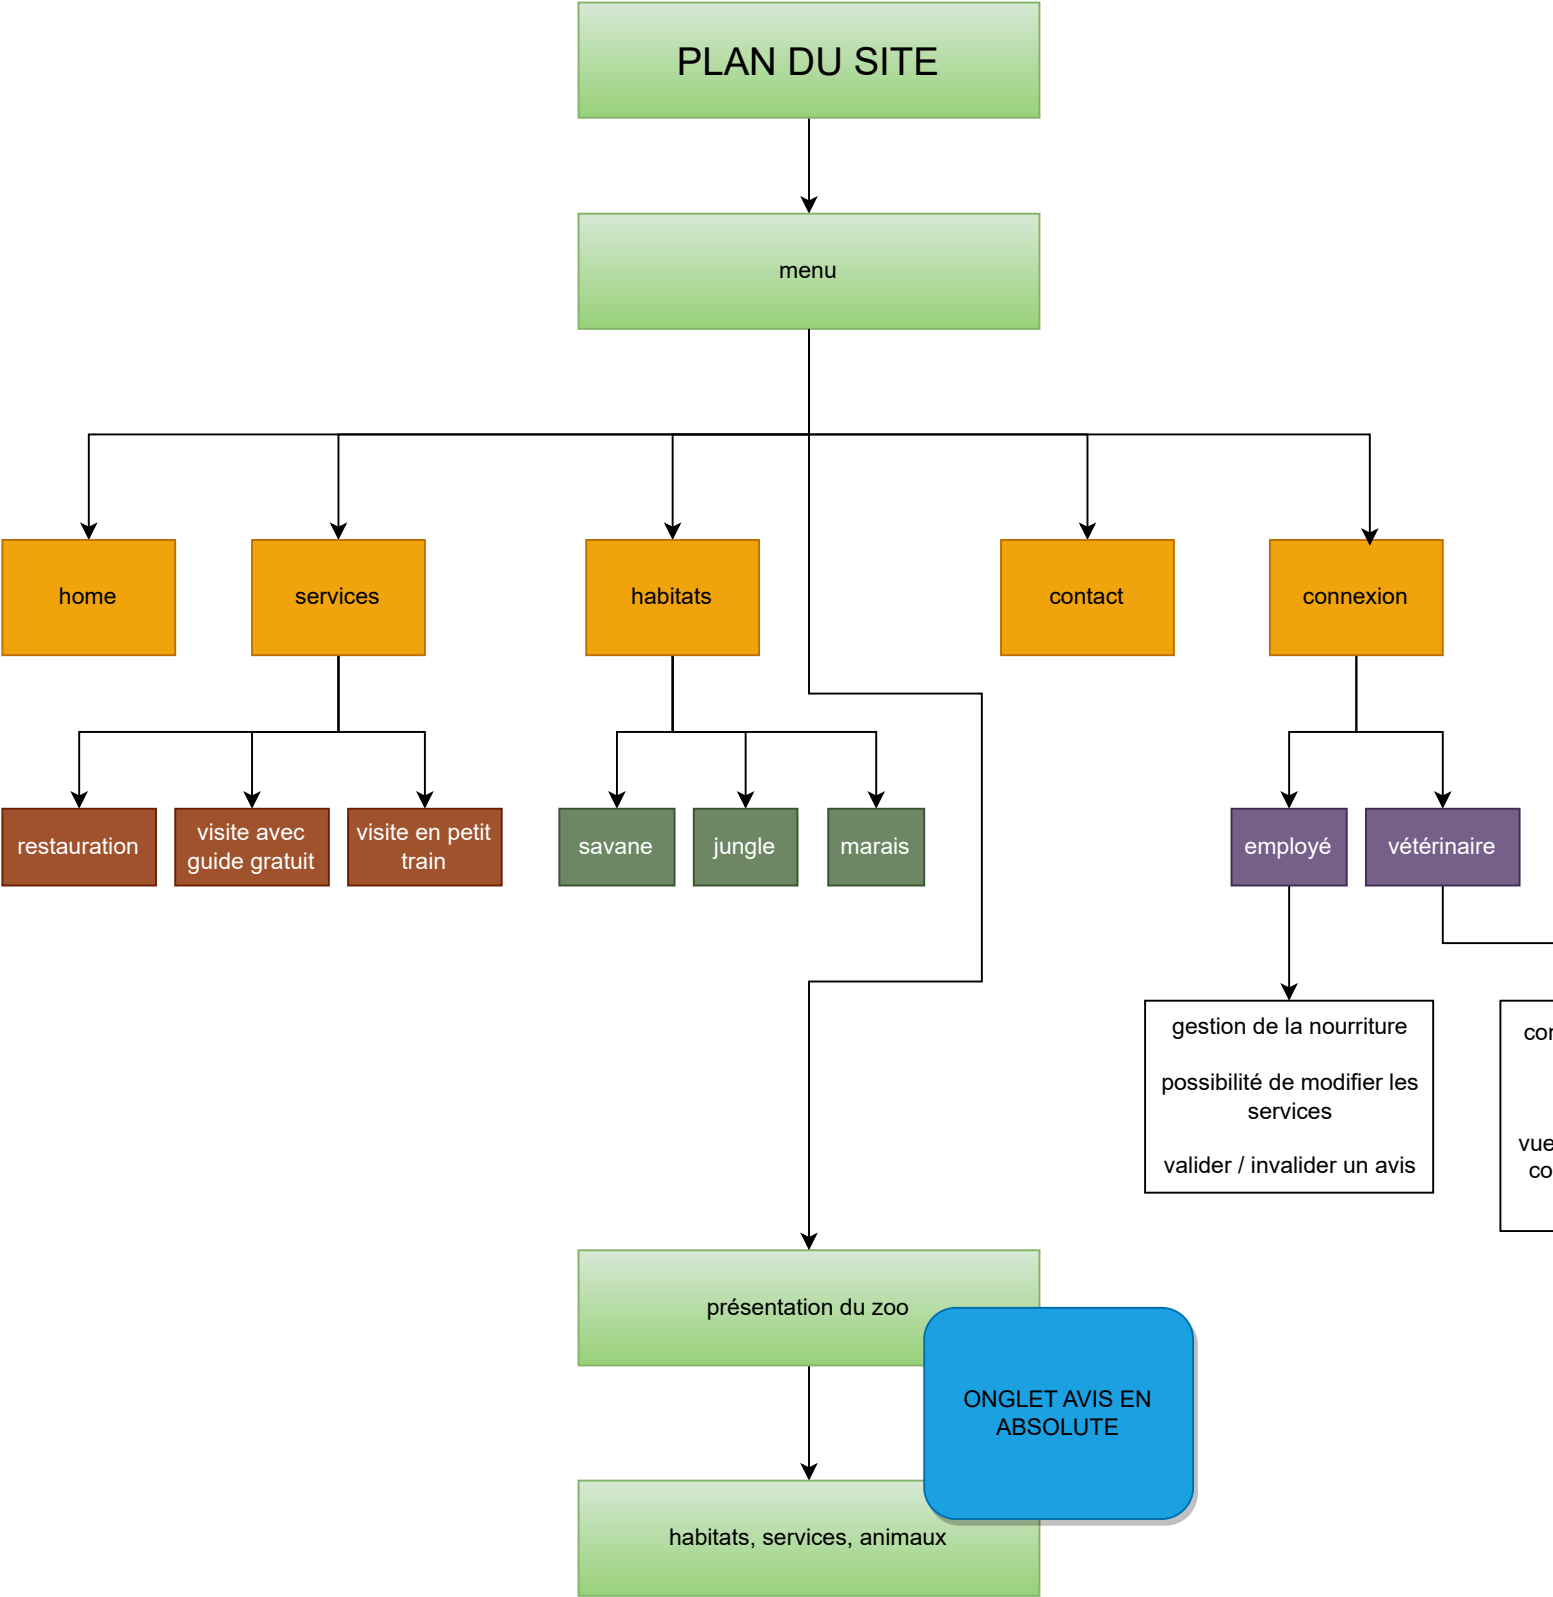 PLAN DU SITE
menu
home
services
habitats
contact
connexion
restauration
visite avec
guide gratuit
visite en petit
train
savane
jungle
marais
employé
vétérinaire
gestion de la nourriture
possibilité de modifier les
services
valider / invalider un avis
vue
présentation du zoo
ONGLET AVIS EN
ABSOLUTE
habitats, services, animaux